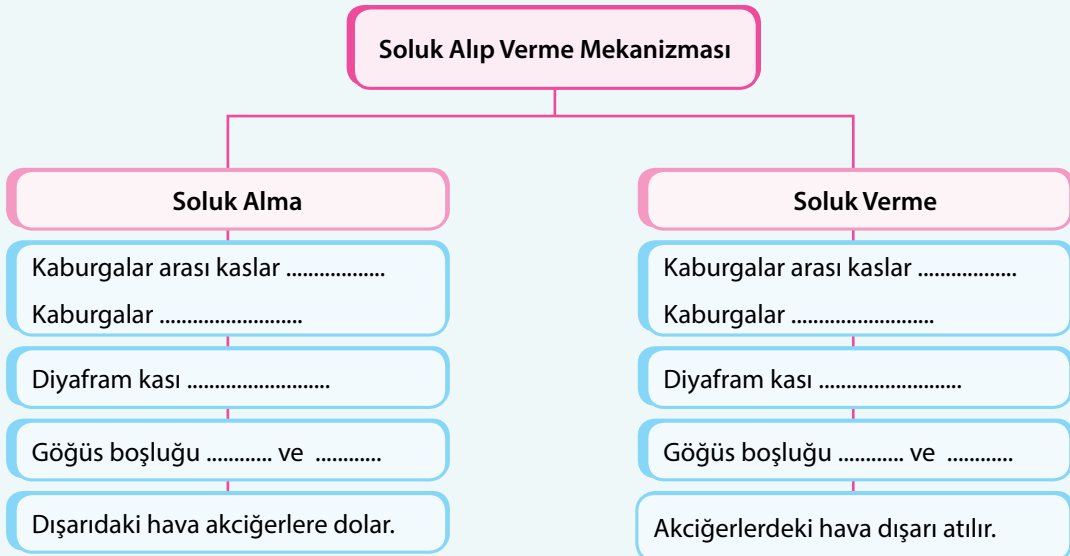 Soluk Alıp Verme Mekanizması
Soluk Alma
Kaburgalar arası kaslar ..................
Kaburgalar ..........................
Diyafram kası ..........................
Göğüs boşluğu ............ ve ............
Dışarıdaki hava akciğerlere dolar.
Soluk Verme
Kaburgalar arası kaslar ..................
Kaburgalar ..........................
Diyafram kası ..........................
Göğüs boşluğu ............ ve ............
Akciğerlerdeki hava dışarı atılır.